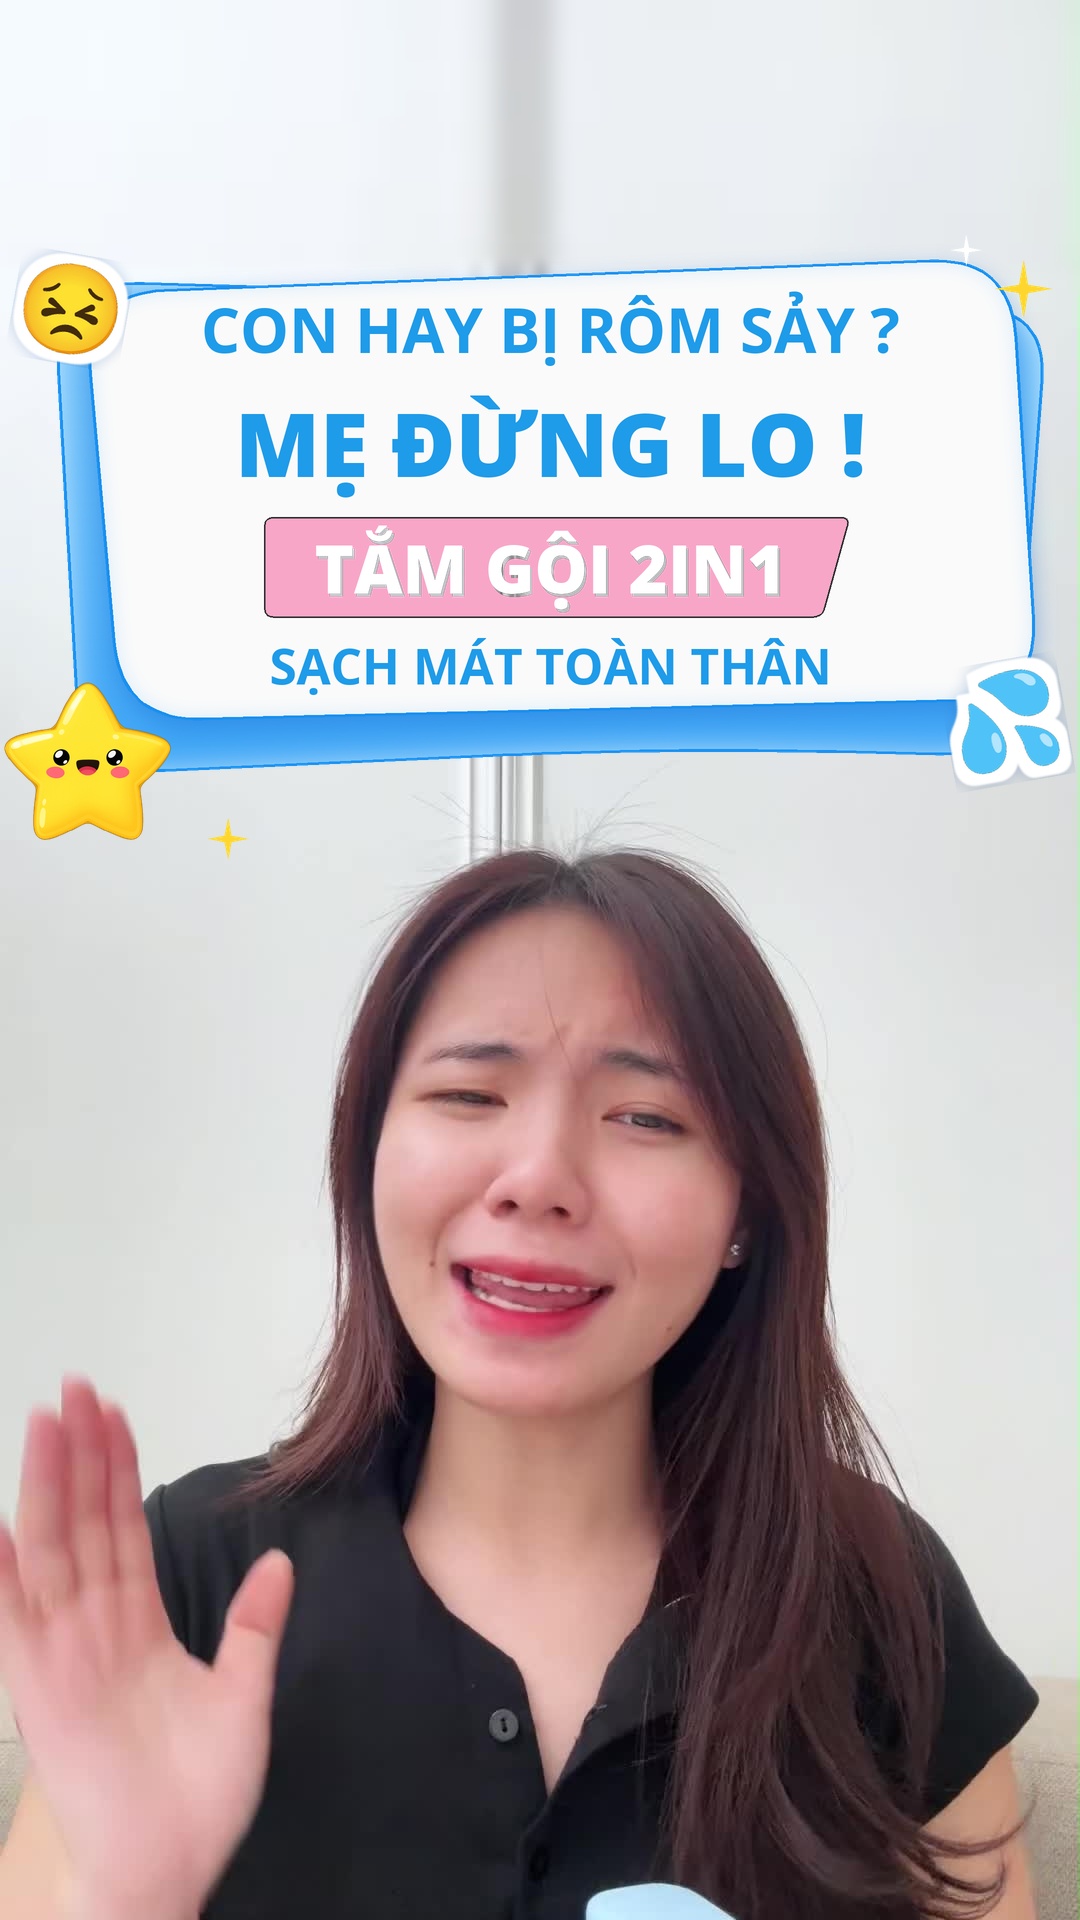 CON HAY BỊ RÔM SẢY ?
MẸ ĐỪNG LO !
TẮM GỘI 2IN1
SẠCH MÁT TOÀN THÂN